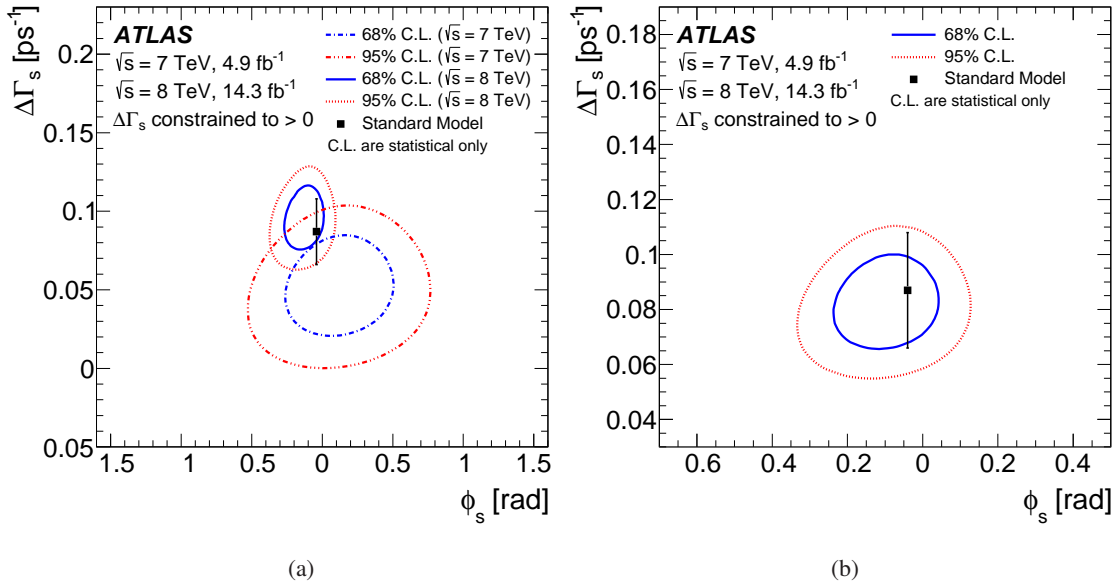 ΔΓs [ps-1]
0.2
0.15
0.1
0.05
0
0.05
ATLAS
√s = 7 TeV, 4.9 fb-1
√s = 8 TeV, 14.3 fb-1
ΔΓs constrained to > 0
68% C.L. (√s = 7 TeV)
95% C.L. (√s = 7 TeV)
68% C.L. (√s = 8 TeV)
95% C.L. (√s = 8 TeV)
Standard Model
C.L. are statistical only
1.5 1 0.5 0 0.5 1 1.5
ϕs [rad]
(a)
ΔΓs [ps-1]
0.18
0.16
0.14
0.12
0.1
0.08
0.06
0.04
ATLAS
√s = 7 TeV, 4.9 fb-1
√s = 8 TeV, 14.3 fb-1
ΔΓs constrained to > 0
68% C.L.
95% C.L.
Standard Model
C.L. are statistical only
0.6 0.4 0.2 0 0.2 0.4
ϕs [rad]
(b)